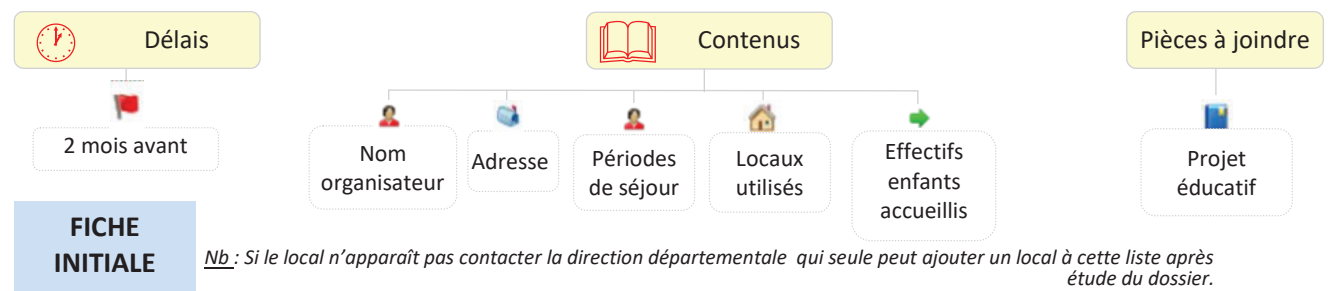 Délais
Contenus
Pièces à joindre
2 mois avant
Nom
organisateur
Adresse
Périodes
de séjour
Locaux
utilisés
Effectifs
enfants
accueillis
Projet
éducatif
FICHE
INITIALE
Nb : Si le local n’apparaît pas contacter la direction départementale qui seule peut ajouter un local à cette liste après
étude du dossier.